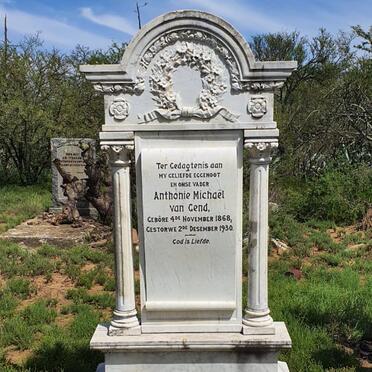 Ter Gedagtenis aan
MY GELIEFDE EGGENOOT
EN ONSE VADER
Anthonie Michael
van Gend,
GEBÔRE 4DE NOVEMBER 1868,
GESTORWE 2DE DESEMBER 1930.
God is Liefde.